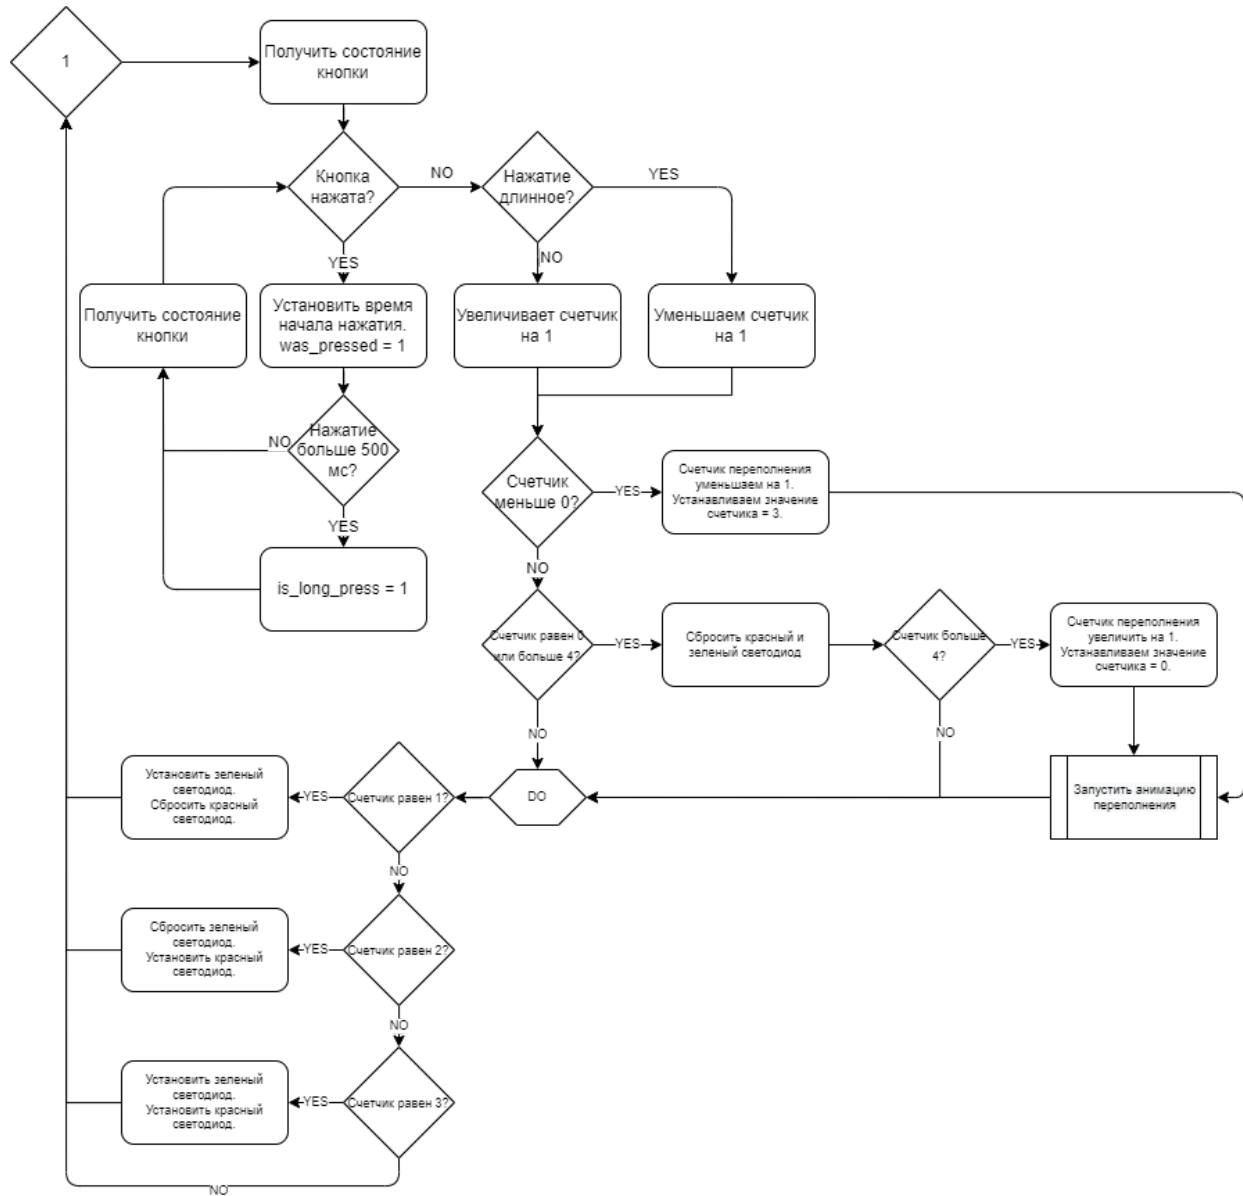 1
Получить состояние
кнопки
Кнопка
нажата?
NO
Нажатие
длинное?
YES
YES
NO
Получить состояние
кнопки
Установить время
начала нажатия.
was_pressed = 1
Увеличивает счетчик
на 1
Уменьшаем счетчик
на 1
Нажатие
больше 500
мс?
NO
YES
is_long_press = 1
Счетчик
меньше 0?
YES
Счетчик переполнения
уменьшаем на 1.
Устанавливаем значение
счетчика = 3.
NO
Счетчик равен 0
или больше 4?
YES
Сбросить красный и
зеленый светодиод
Счетчик больше
4?
YES
Счетчик переполнения
увеличить на 1.
Устанавливаем значение
счетчика = 0.
NO
NO
Запустить анимацию
переполнения
DO
Счетчик равен 1?
YES
Установить зеленый
светодиод.
Сбросить красный
светодиод.
NO
Счетчик равен 2?
YES
Сбросить зеленый
светодиод.
Установить красный
светодиод.
NO
Счетчик равен 3?
YES
Установить зеленый
светодиод.
Установить красный
светодиод.
NO